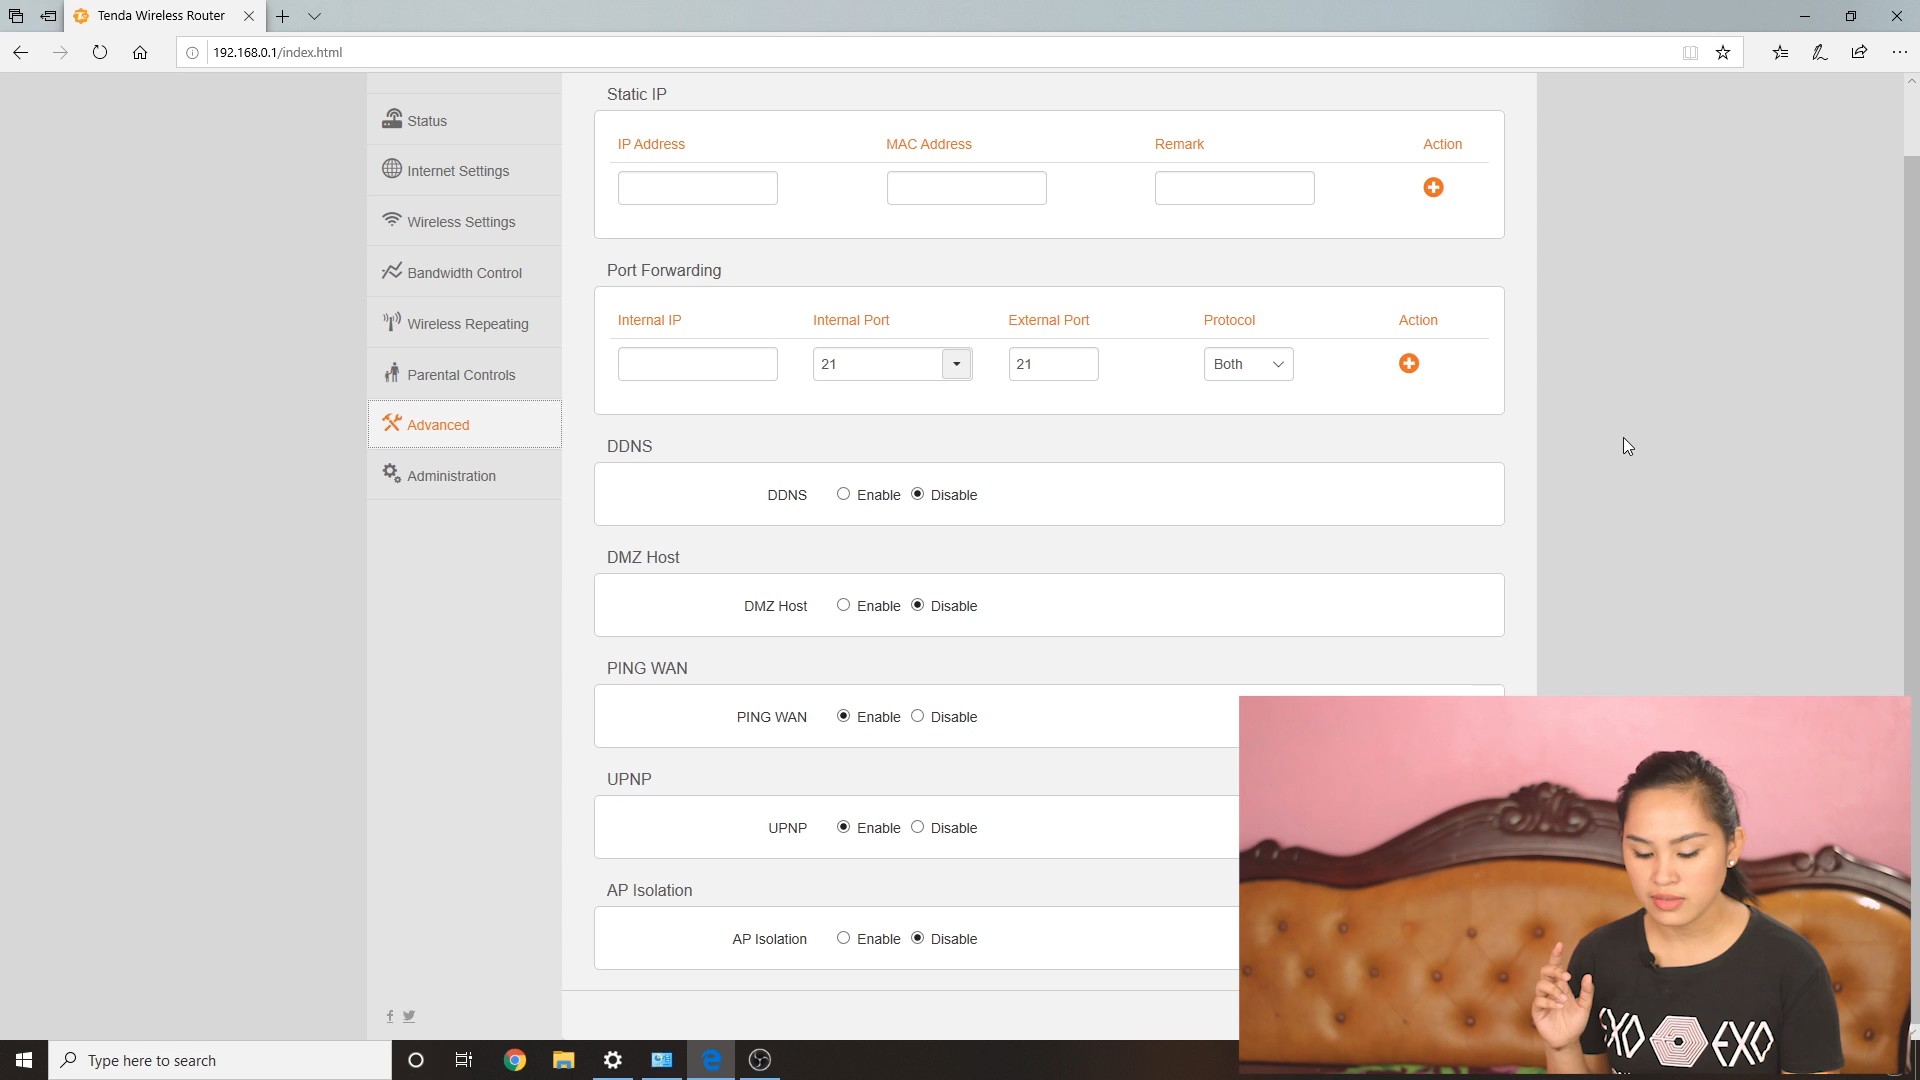 Tenda Wireless Router
192.168.0.1/index.html
Static IP
Status
IP Address MAC Address Remark Action
Internet Settings
Wireless Settings
Port Forwarding
Bandwidth Control
Internal IP Internal Port External Port Protocol Action
Wireless Repeating
21 21 Both
Parental Controls
Advanced
DDNS
Administration
DDNS Enable Disable
DMZ Host
DMZ Host Enable Disable
PING WAN
PING WAN Enable Disable
UPNP
UPNP Enable Disable
AP Isolation
AP Isolation Enable Disable
f
Type here to search
EXO EXO